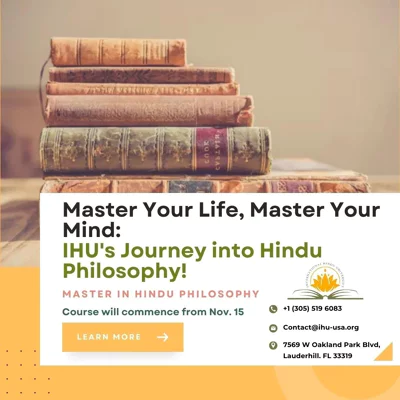 Master Your Life, Master Your
Mind:
IHU's Journey into Hindu
Philosophy!
MASTER IN HINDU PHILOSOPHY
Course will commence from Nov. 15
LEARN MORE
+1 (305) 519 6083
Contact@ihu-usa.org
7569 W Oakland Park Blvd,
Lauderhill. FL 33319